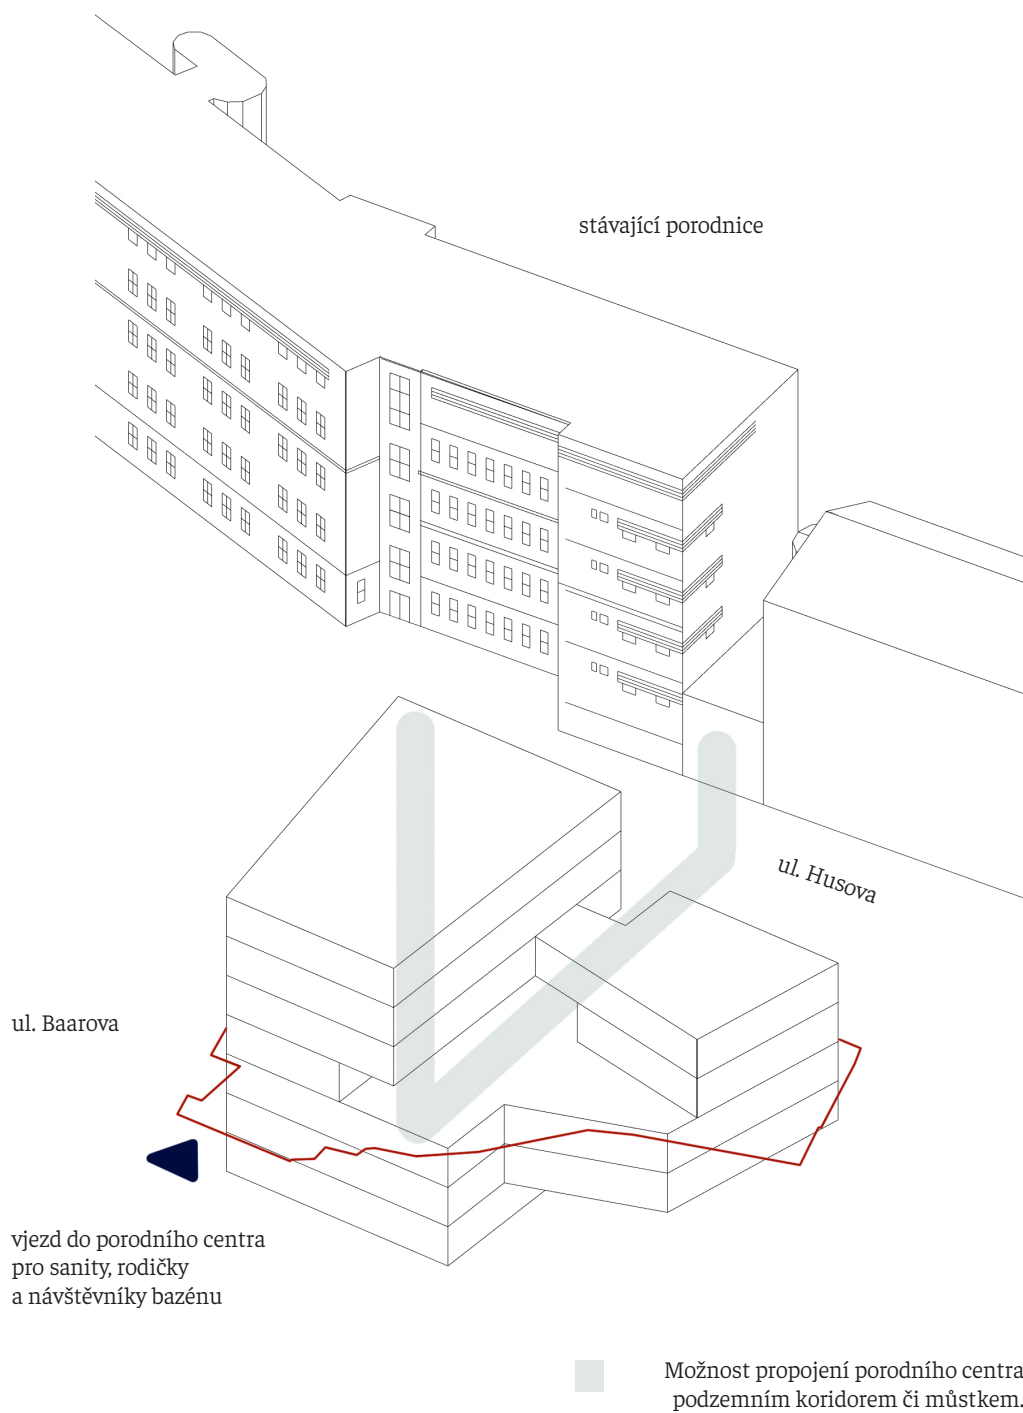 stávající porodnice
ul. Husova
ul. Baarova
vjezd do porodního centra
pro sanity, rodičky
a návštěvníky bazénu
Možnost propojení porodního centra
podzemním koridorem či můstkem.